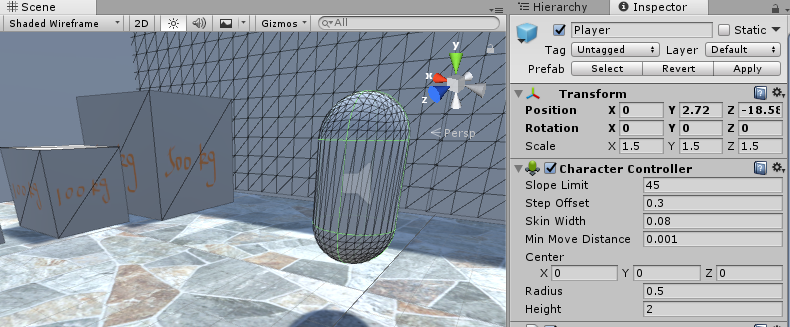 Scene
Shaded Wireframe 2D Gizmos All
y
x
z
Persp
100 kg
500 kg
Hierarchy Inspector
Player Static
Tag Untagged Layer Default
Prefab Select Revert Apply
Transform
Position X 0 Y 2.72 Z -18.58
Rotation X 0 Y 0 Z 0
Scale X 1.5 Y 1.5 Z 1.5
Character Controller
Slope Limit 45
Step Offset 0.3
Skin Width 0.08
Min Move Distance 0.001
Center
X 0 Y 0 Z 0
Radius 0.5
Height 2